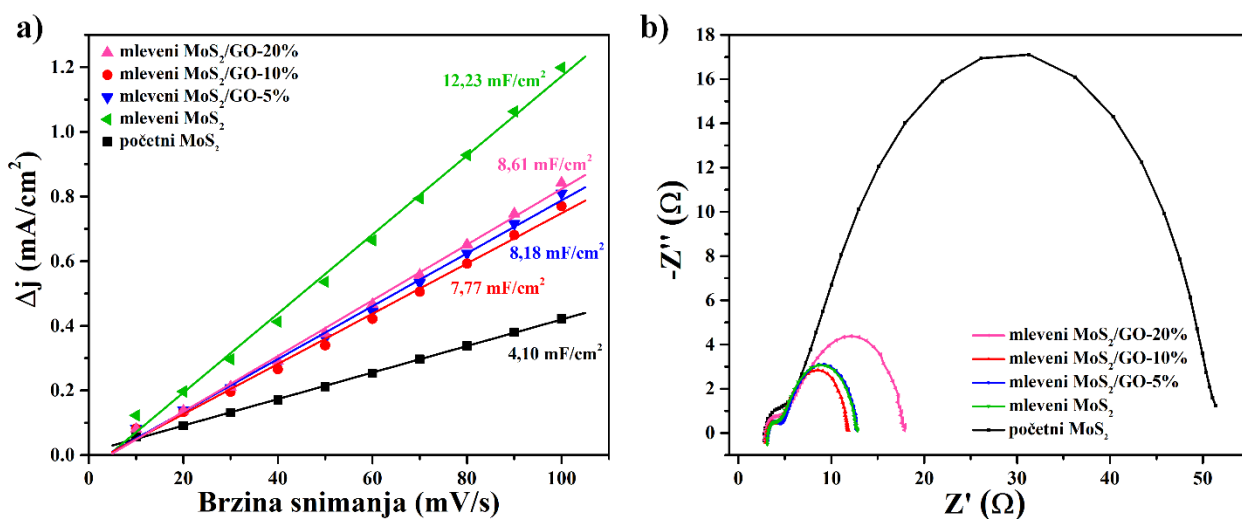 a)
mleveni MoS₂/GO-20%
mleveni MoS₂/GO-10%
mleveni MoS₂/GO-5%
mleveni MoS₂
početni MoS₂
12,23 mF/cm²
8,61 mF/cm²
8,18 mF/cm²
7,77 mF/cm²
4,10 mF/cm²
Δj (mA/cm²)
1.2
1.0
0.8
0.6
0.4
0.2
0.0
0 20 40 60 80 100
Brzina snimanja (mV/s)
b)
-Z'' (Ω)
18
16
14
12
10
8
6
4
2
0
mleveni MoS₂/GO-20%
mleveni MoS₂/GO-10%
mleveni MoS₂/GO-5%
mleveni MoS₂
početni MoS₂
0 10 20 30 40 50
Z' (Ω)